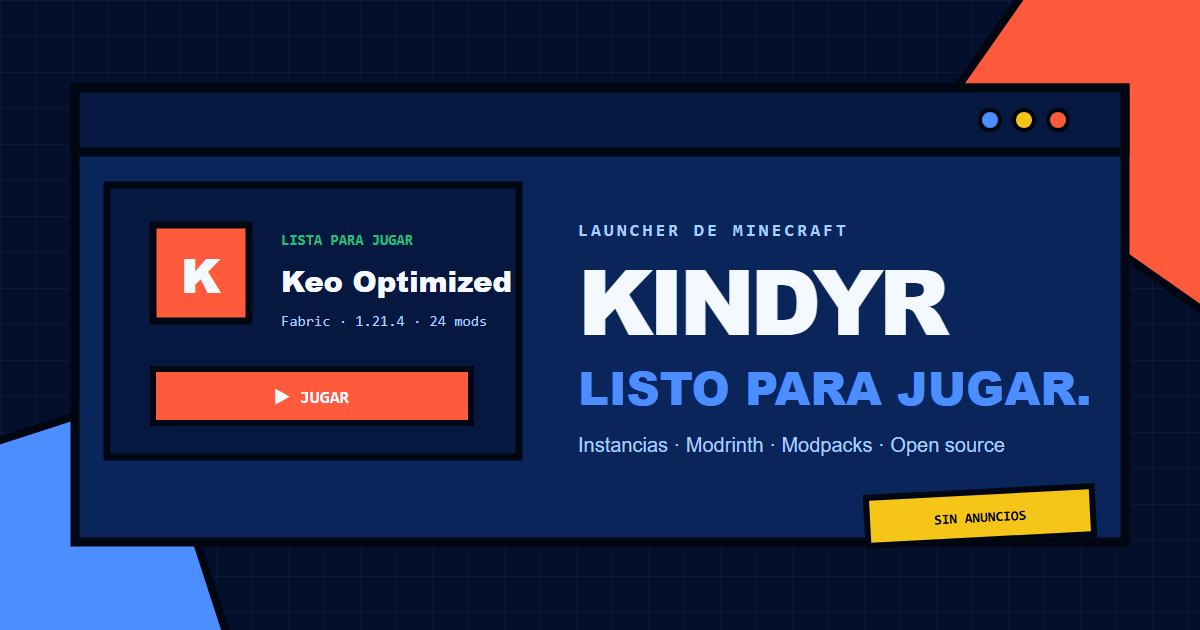 K
LISTA PARA JUGAR
Keo Optimized
Fabric · 1.21.4 · 24 mods
▶ JUGAR
LAUNCHER DE MINECRAFT
KINDYR
LISTO PARA JUGAR.
Instancias · Modrinth · Modpacks · Open source
SIN ANUNCIOS